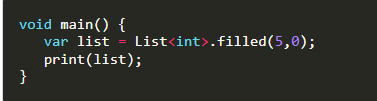 void main() {
   var list = List<int>.filled(5,0);
   print(list);
}